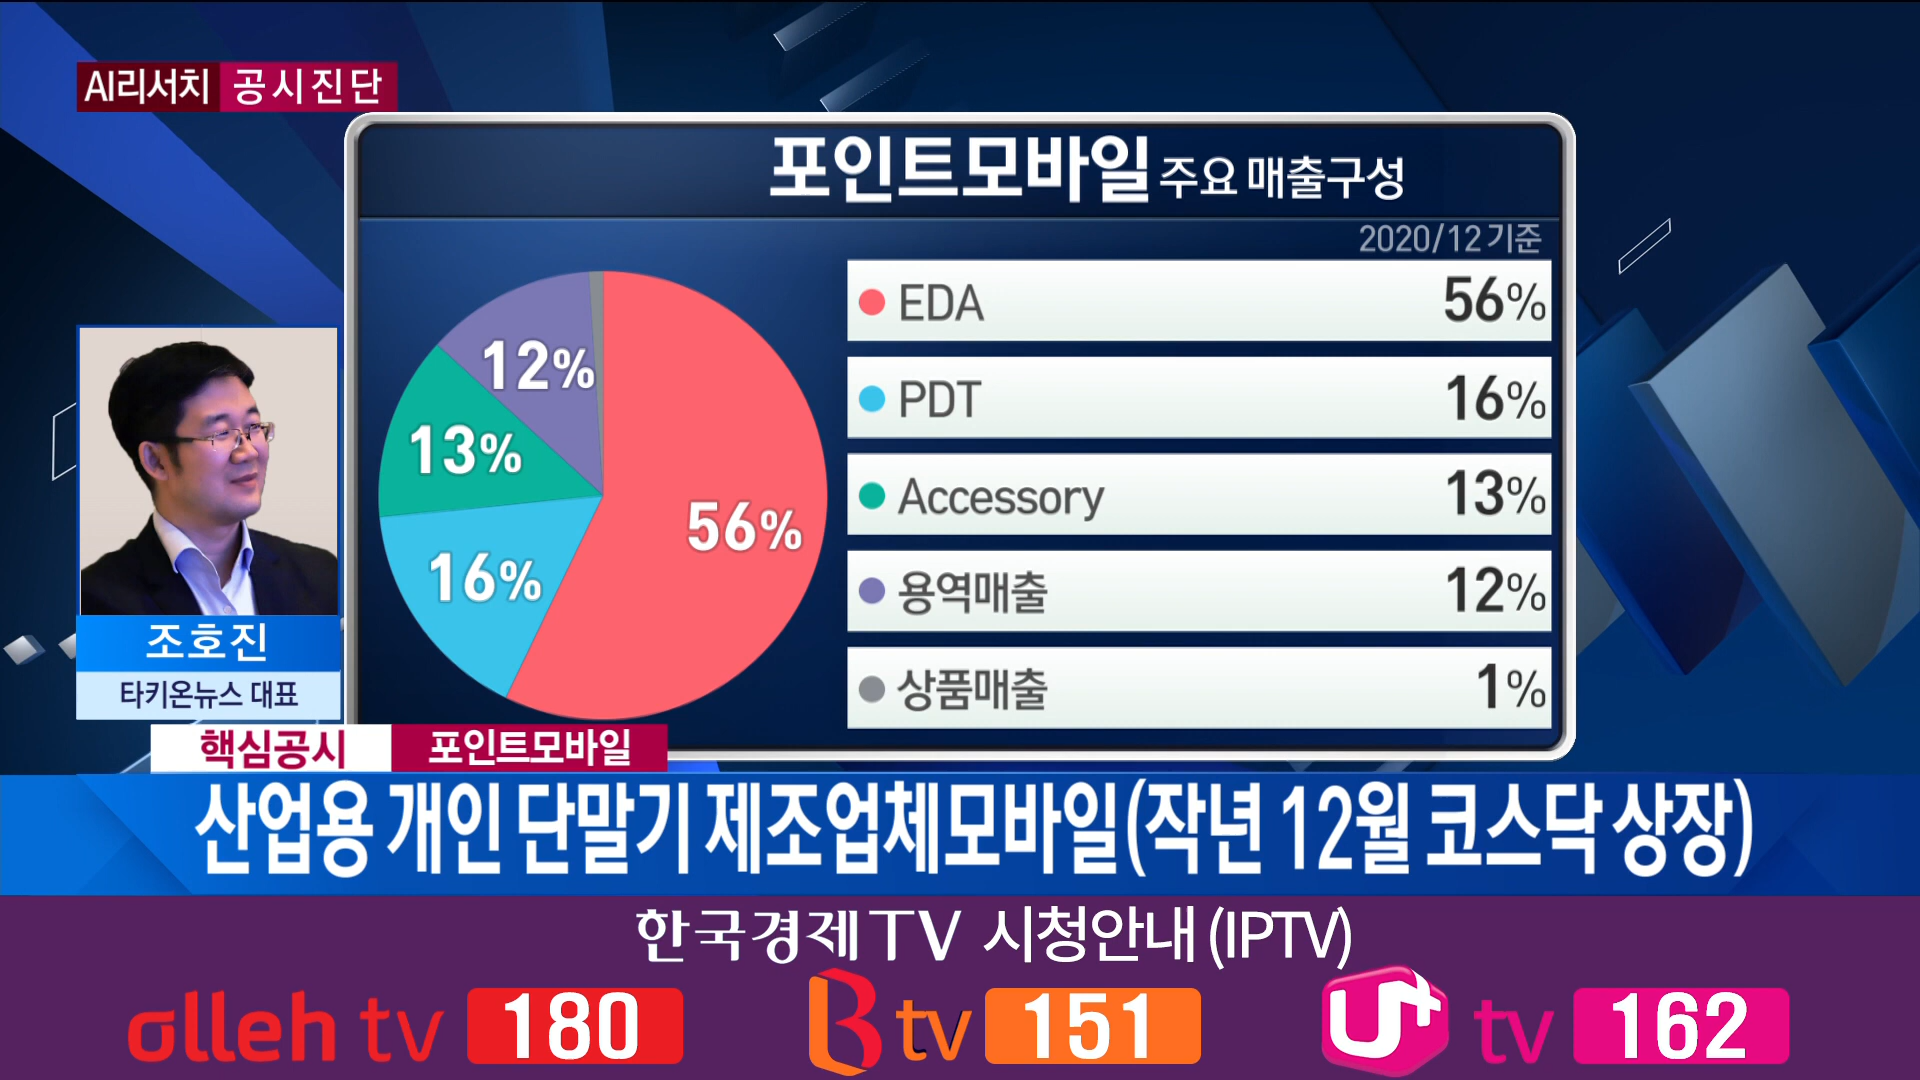 AI리서치 공시진단
포인트모바일 주요 매출구성
2020/12 기준
56%
16%
13%
12%
EDA 56%
PDT 16%
Accessory 13%
용역매출 12%
상품매출 1%
조호진
타키온뉴스 대표
핵심공시 포인트모바일
산업용 개인 단말기 제조업체모바일(작년 12월 코스닥 상장)
한국경제TV 시청안내(IPTV)
olleh tv 180
B tv 151
U+ tv 162